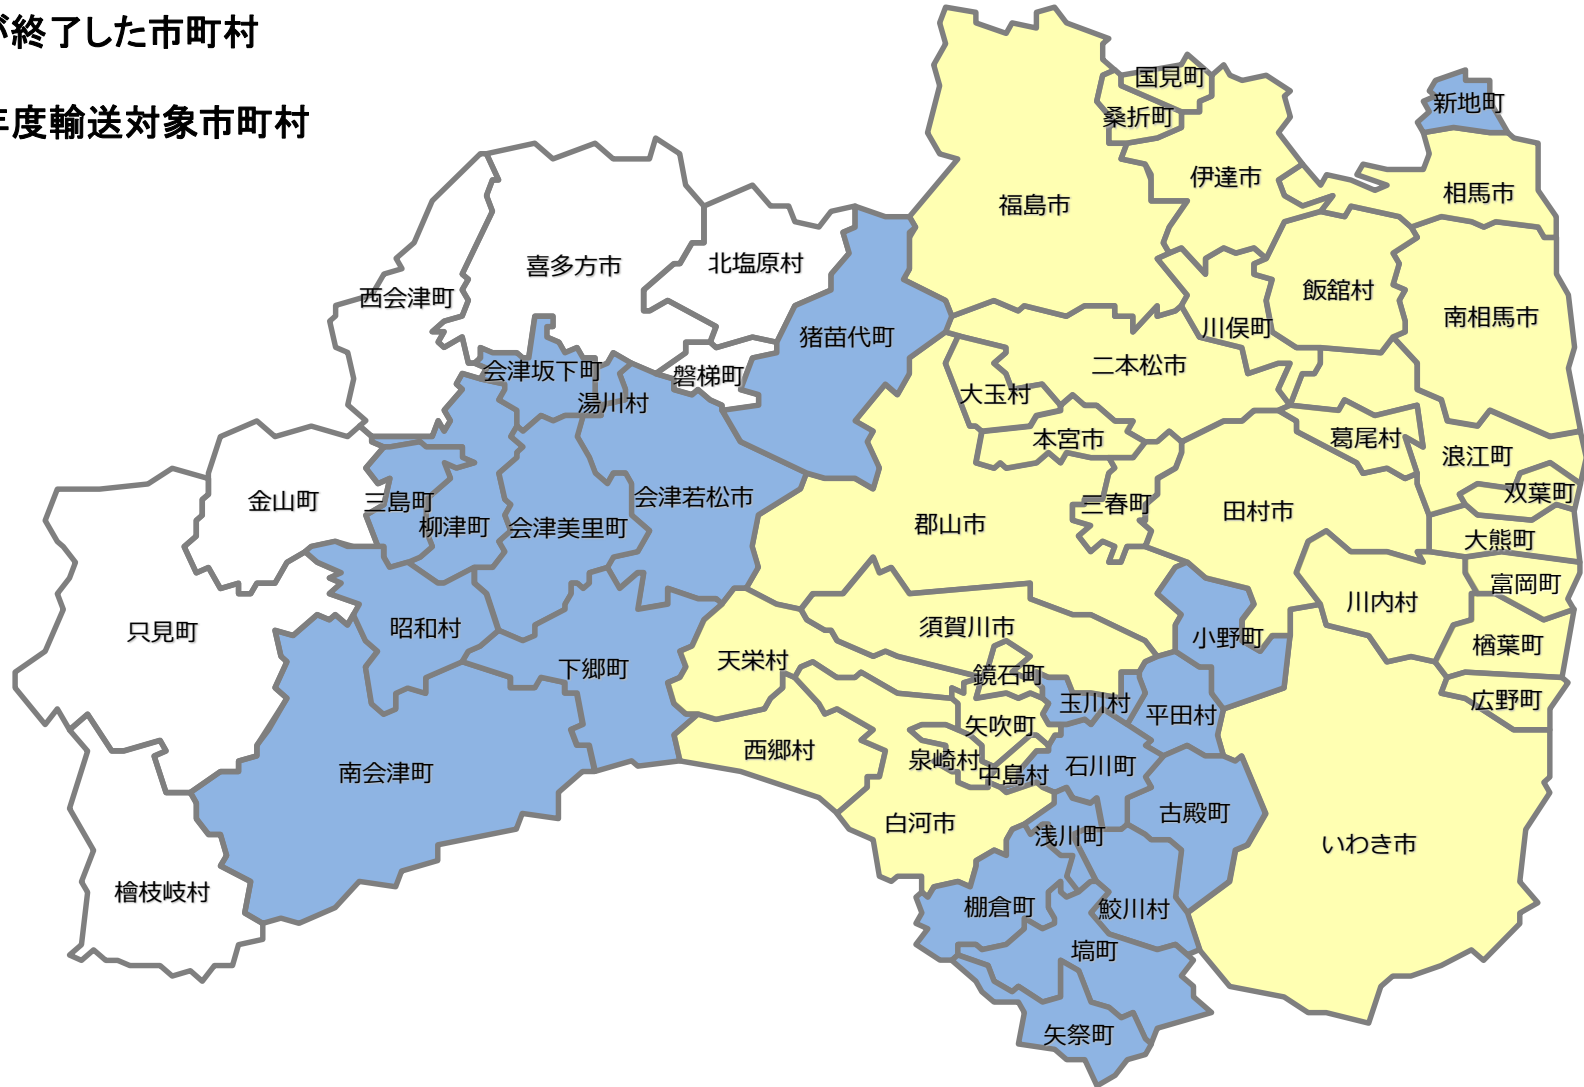 が終了した市町村
年度輸送対象市町村
国見町
桑折町
新地町
伊達市
相馬市
福島市
喜多方市
北塩原村
西会津町
飯舘村
南相馬市
川俣町
猪苗代町
二本松市
会津坂下町
磐梯町
大玉村
湯川村
本宮市
葛尾村
浪江町
双葉町
金山町
三島町
会津若松市
三春町
田村市
柳津町
会津美里町
郡山市
大熊町
富岡町
川内村
只見町
昭和村
須賀川市
小野町
楢葉町
下郷町
天栄村
鏡石町
玉川村
平田村
広野町
矢吹町
西郷村
泉崎村
中島村
石川町
南会津町
古殿町
白河市
浅川町
いわき市
檜枝岐村
棚倉町
鮫川村
塙町
矢祭町